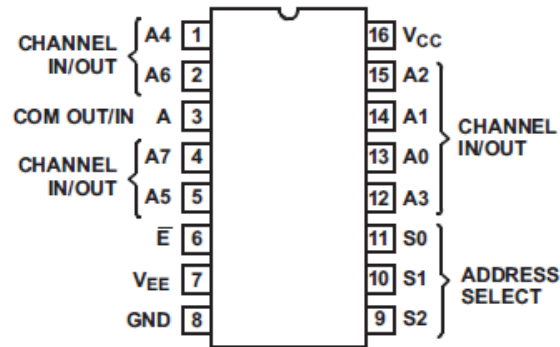 CHANNEL IN/OUT A4 1
A6 2
COM OUT/IN A 3
CHANNEL IN/OUT A7 4
A5 5
E̅ 6
VEE 7
GND 8
16 VCC
15 A2
14 A1
CHANNEL IN/OUT
13 A0
12 A3
11 S0
10 S1
ADDRESS SELECT
9 S2